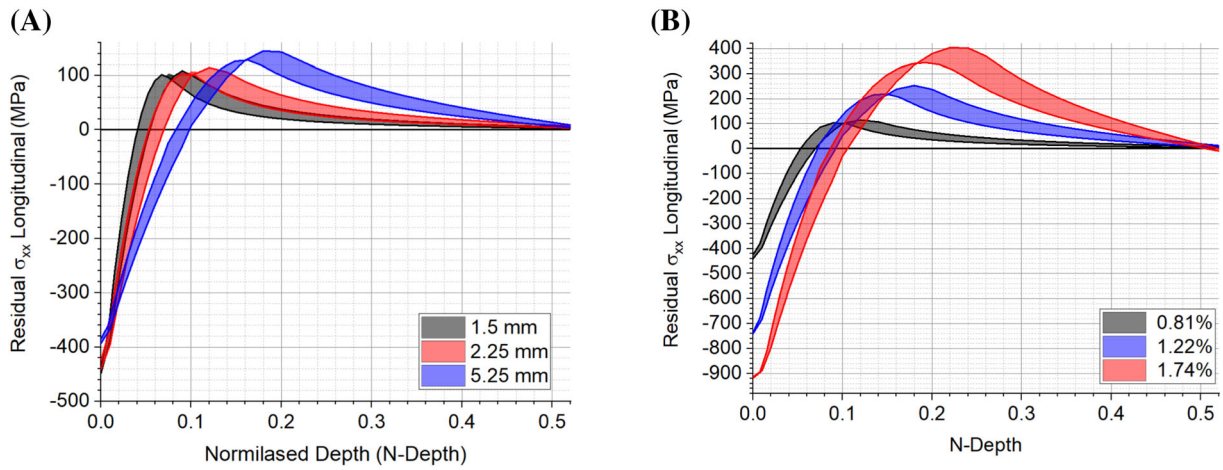 (A)
100
0
-100
-200
-300
-400
-500
Residual σxx Longitudinal (MPa)
0.0 0.1 0.2 0.3 0.4 0.5
Normilased Depth (N-Depth)
1.5 mm
2.25 mm
5.25 mm
(B)
400
300
200
100
0
-100
-200
-300
-400
-500
-600
-700
-800
-900
Residual σxx Longitudinal (MPa)
0.0 0.1 0.2 0.3 0.4 0.5
N-Depth
0.81%
1.22%
1.74%